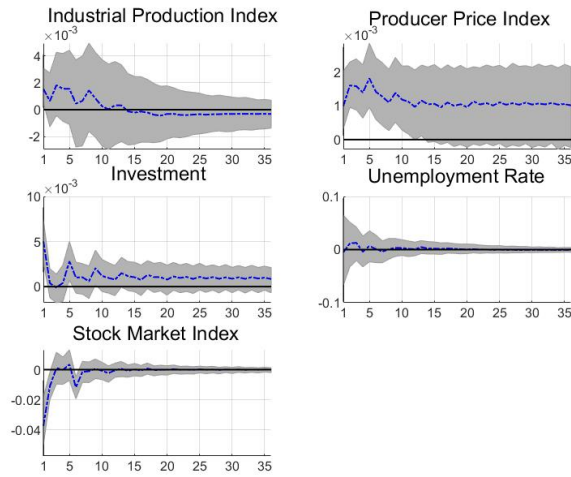 Industrial Production Index
×10⁻³
4
2
0
-2
1 5 10 15 20 25 30 35
Producer Price Index
×10⁻³
2
1
0
1 5 10 15 20 25 30 35
Investment
10 ×10⁻³
5
0
1 5 10 15 20 25 30 35
Unemployment Rate
0.1
0
-0.1
1 5 10 15 20 25 30 35
Stock Market Index
0
-0.02
-0.04
1 5 10 15 20 25 30 35